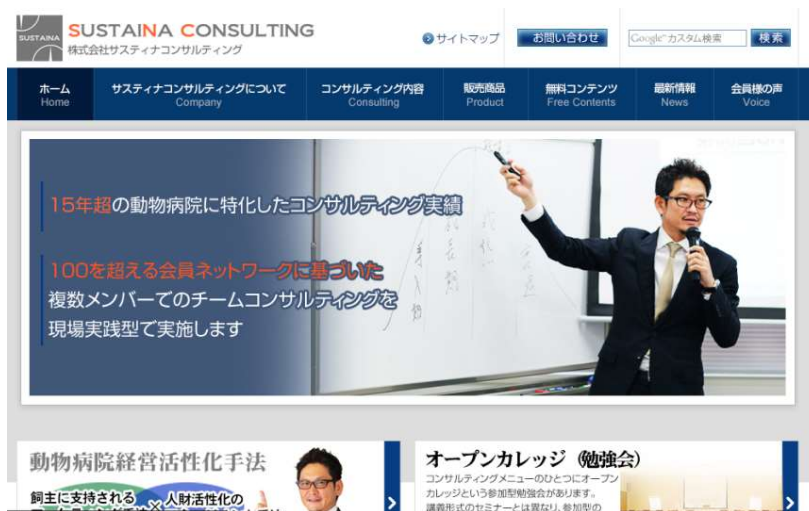 SUSTAINA
SUSTAINA CONSULTING
株式会社サスティナコンサルティング
サイトマップ
お問い合わせ
Google™ カスタム検索
検索
ホーム
Home
サスティナコンサルティングについて
Company
コンサルティング内容
Consulting
販売商品
Product
無料コンテンツ
Free Contents
最新情報
News
会員様の声
Voice
15年超の動物病院に特化したコンサルティング実績
100を超える会員ネットワークに基づいた
複数メンバーでのチームコンサルティングを
現場実践型で実施します
動物病院経営活性化手法
飼主に支持される × 人財活性化の
オープンカレッジ（勉強会）
コンサルティングメニューのひとつにオープン
カレッジという参加型勉強会があります。
講義形式のセミナーとは異なり、参加型の